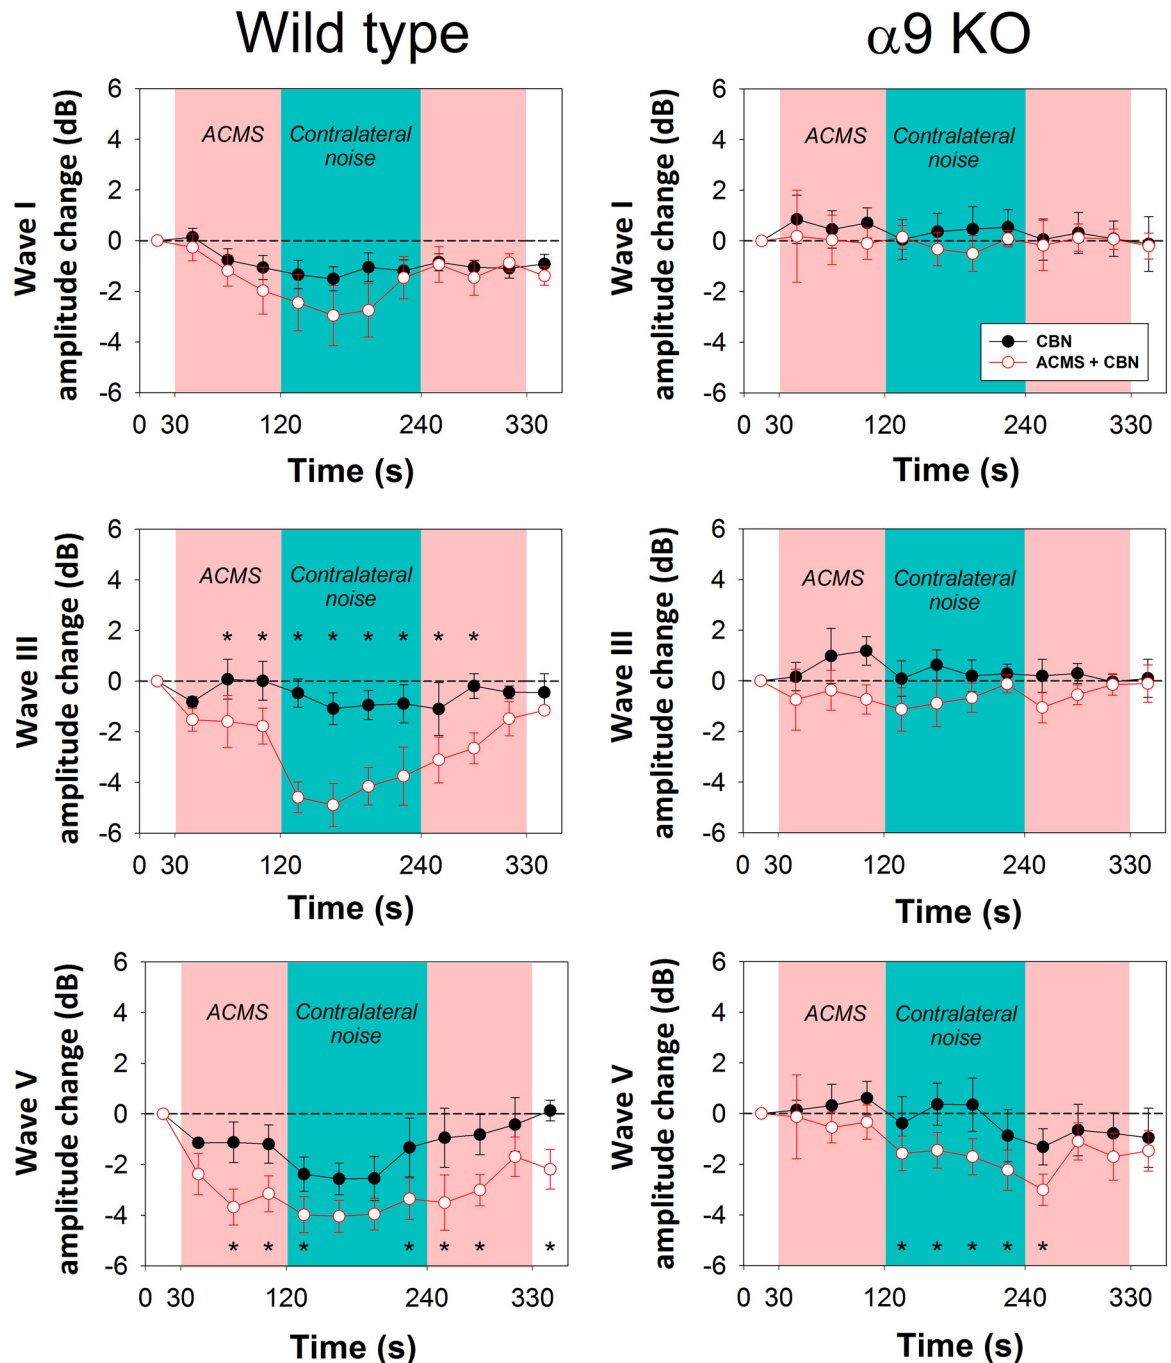 Wild type
α9 KO
Wave I
amplitude change (dB)
6
4
2
0
-2
-4
-6
ACMS
Contralateral
noise
0 30 120 240 330
Time (s)
Wave I
amplitude change (dB)
6
4
2
0
-2
-4
-6
ACMS
Contralateral
noise
CBN
ACMS + CBN
0 30 120 240 330
Time (s)
Wave III
amplitude change (dB)
6
4
2
0
-2
-4
-6
ACMS
Contralateral
noise
* * * * * * * *
0 30 120 240 330
Time (s)
Wave III
amplitude change (dB)
6
4
2
0
-2
-4
-6
ACMS
Contralateral
noise
0 30 120 240 330
Time (s)
Wave V
amplitude change (dB)
6
4
2
0
-2
-4
-6
ACMS
Contralateral
noise
* * * * * * *
0 30 120 240 330
Time (s)
Wave V
amplitude change (dB)
6
4
2
0
-2
-4
-6
ACMS
Contralateral
noise
* * * * *
0 30 120 240 330
Time (s)